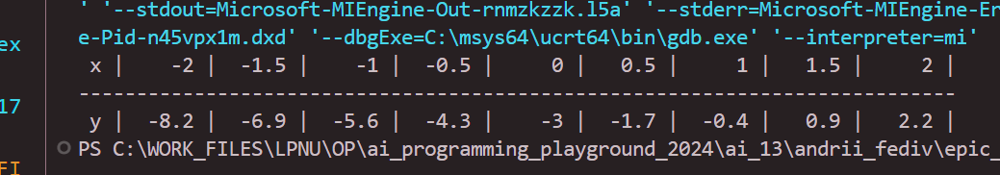 ' '--stdout=Microsoft-MIEngine-Out-rnmzkzzk.l5a' '--stderr=Microsoft-MIEngine-Er
ex
e-Pid-n45vpx1m.dxd' '--dbgExe=C:\msys64\ucrt64\bin\gdb.exe' '--interpreter=mi'
x | -2 | -1.5 | -1 | -0.5 | 0 | 0.5 | 1 | 1.5 | 2 |
17
----------------------------------------------------------------------
y | -8.2 | -6.9 | -5.6 | -4.3 | -3 | -1.7 | -0.4 | 0.9 | 2.2 |
PS C:\WORK_FILES\LPNU\OP\ai_programming_playground_2024\ai_13\andrii_fediv\epic_
FI